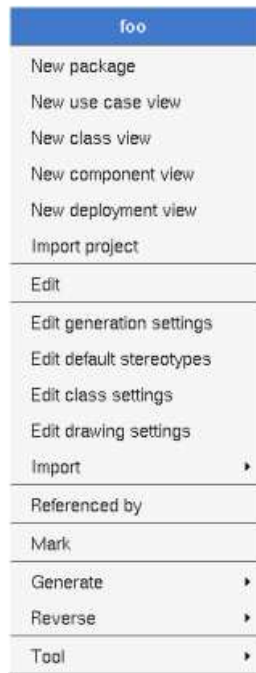 foo
New package
New use case view
New class view
New component view
New deployment view
Import project
Edit
Edit generation settings
Edit default stereotypes
Edit class settings
Edit drawing settings
Import
Referenced by
Mark
Generate
Reverse
Tool